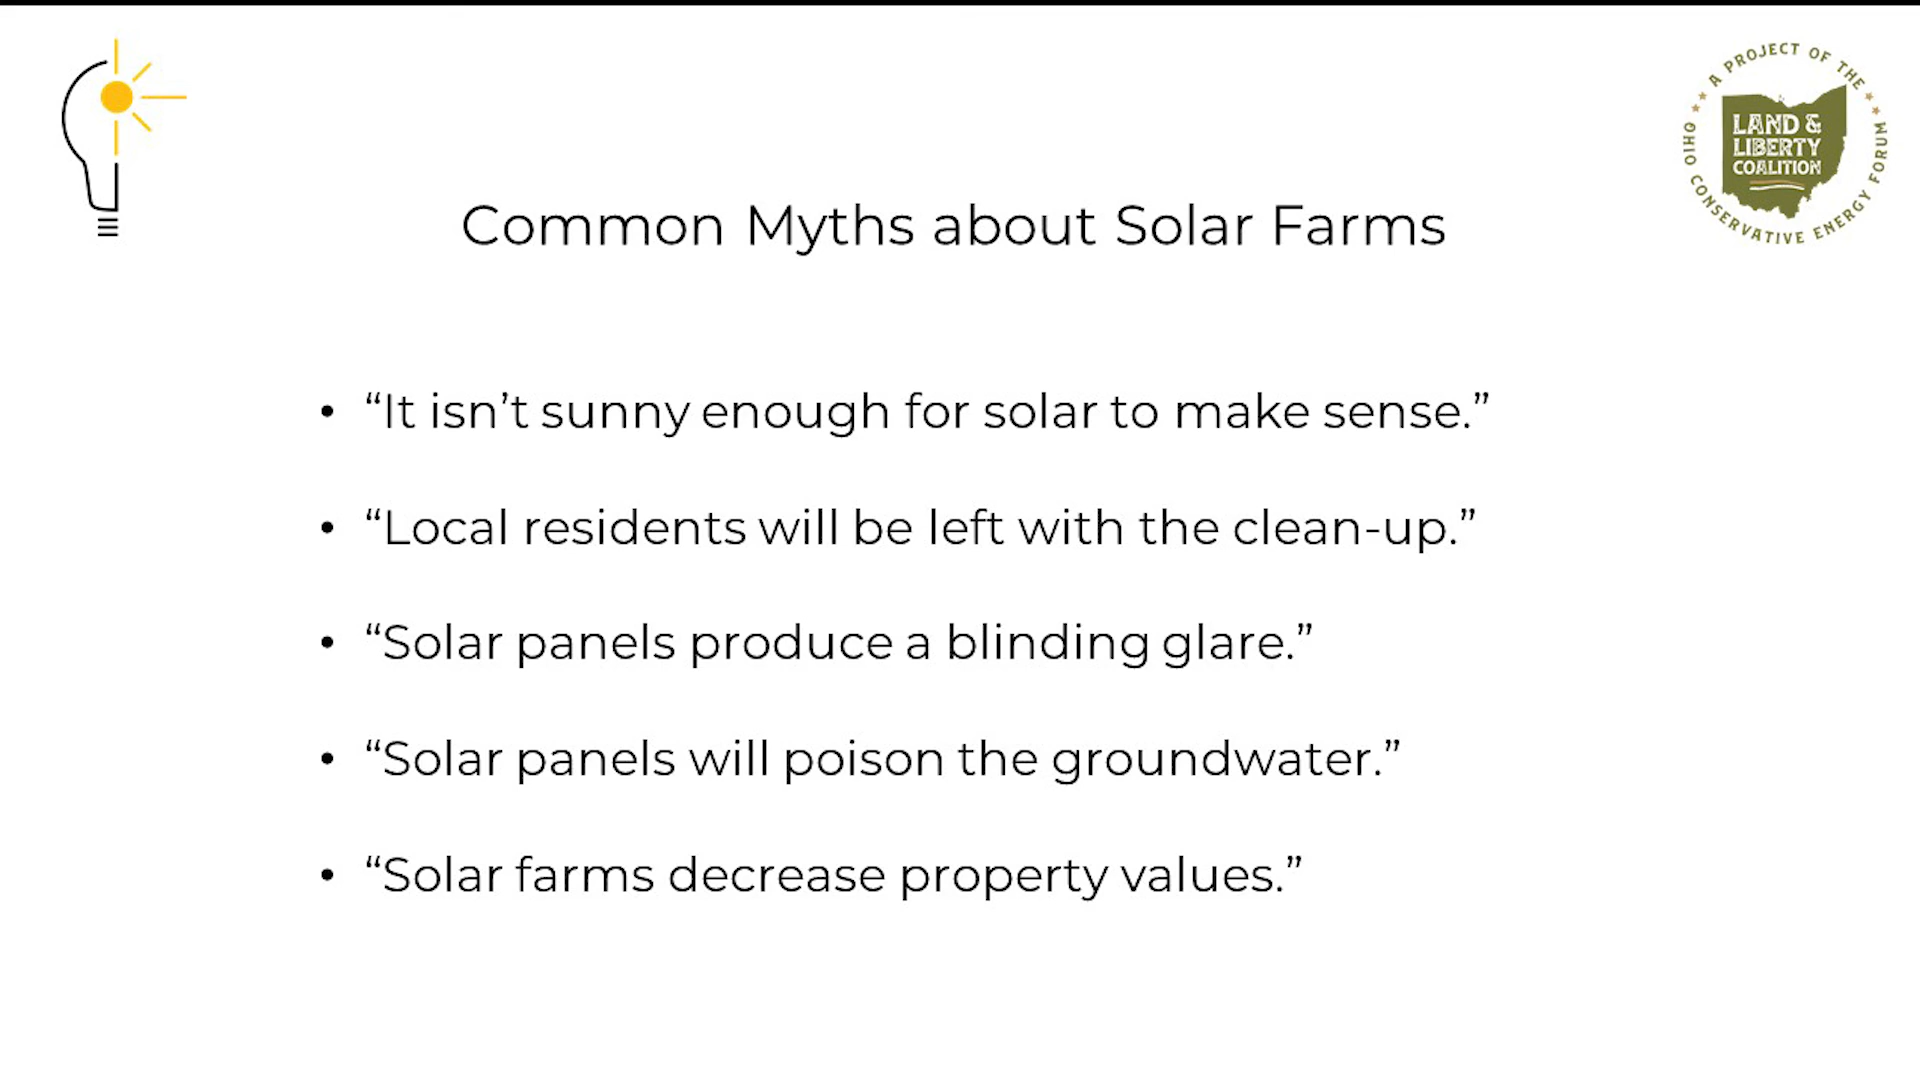 A PROJECT OF THE
LAND &
LIBERTY
COALITION
OHIO CONSERVATIVE ENERGY FORUM
Common Myths about Solar Farms
• “It isn’t sunny enough for solar to make sense.”
• “Local residents will be left with the clean-up.”
• “Solar panels produce a blinding glare.”
• “Solar panels will poison the groundwater.”
• “Solar farms decrease property values.”